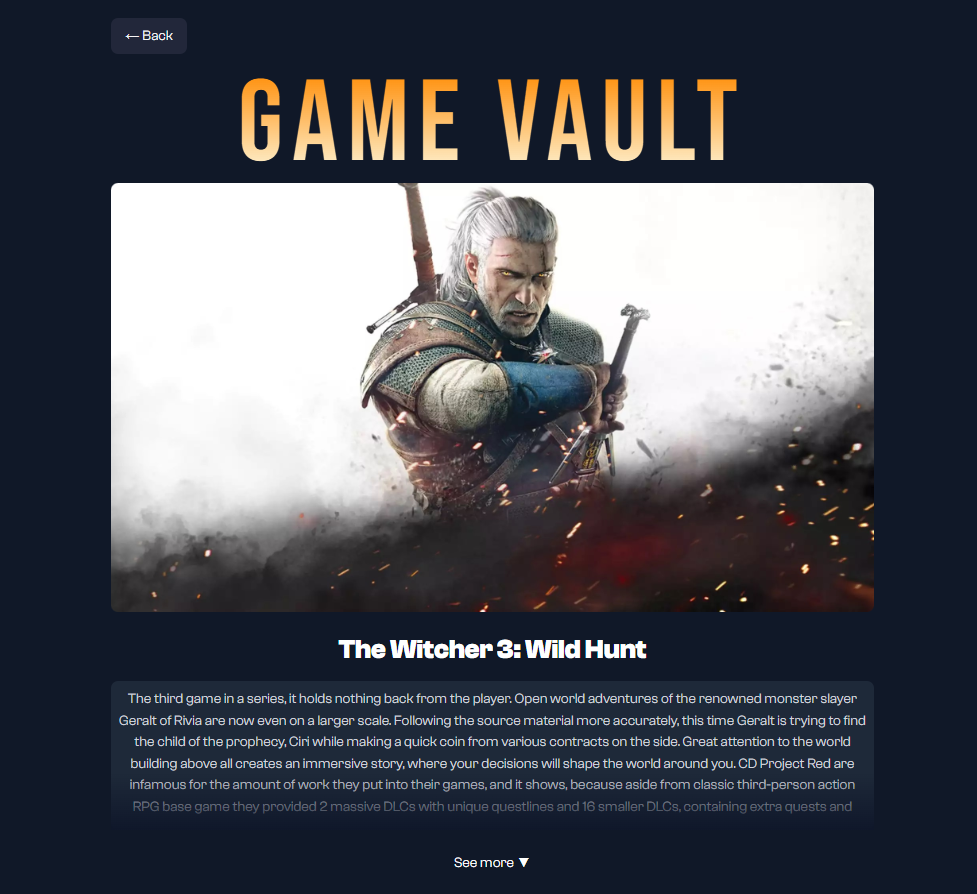 ← Back
GAME VAULT
The Witcher 3: Wild Hunt
The third game in a series, it holds nothing back from the player. Open world adventures of the renowned monster slayer
Geralt of Rivia are now even on a larger scale. Following the source material more accurately, this time Geralt is trying to find
the child of the prophecy, Ciri while making a quick coin from various contracts on the side. Great attention to the world
building above all creates an immersive story, where your decisions will shape the world around you. CD Project Red are
infamous for the amount of work they put into their games, and it shows, because aside from classic third-person action
RPG base game they provided 2 massive DLCs with unique questlines and 16 smaller DLCs, containing extra quests and
See more ▼